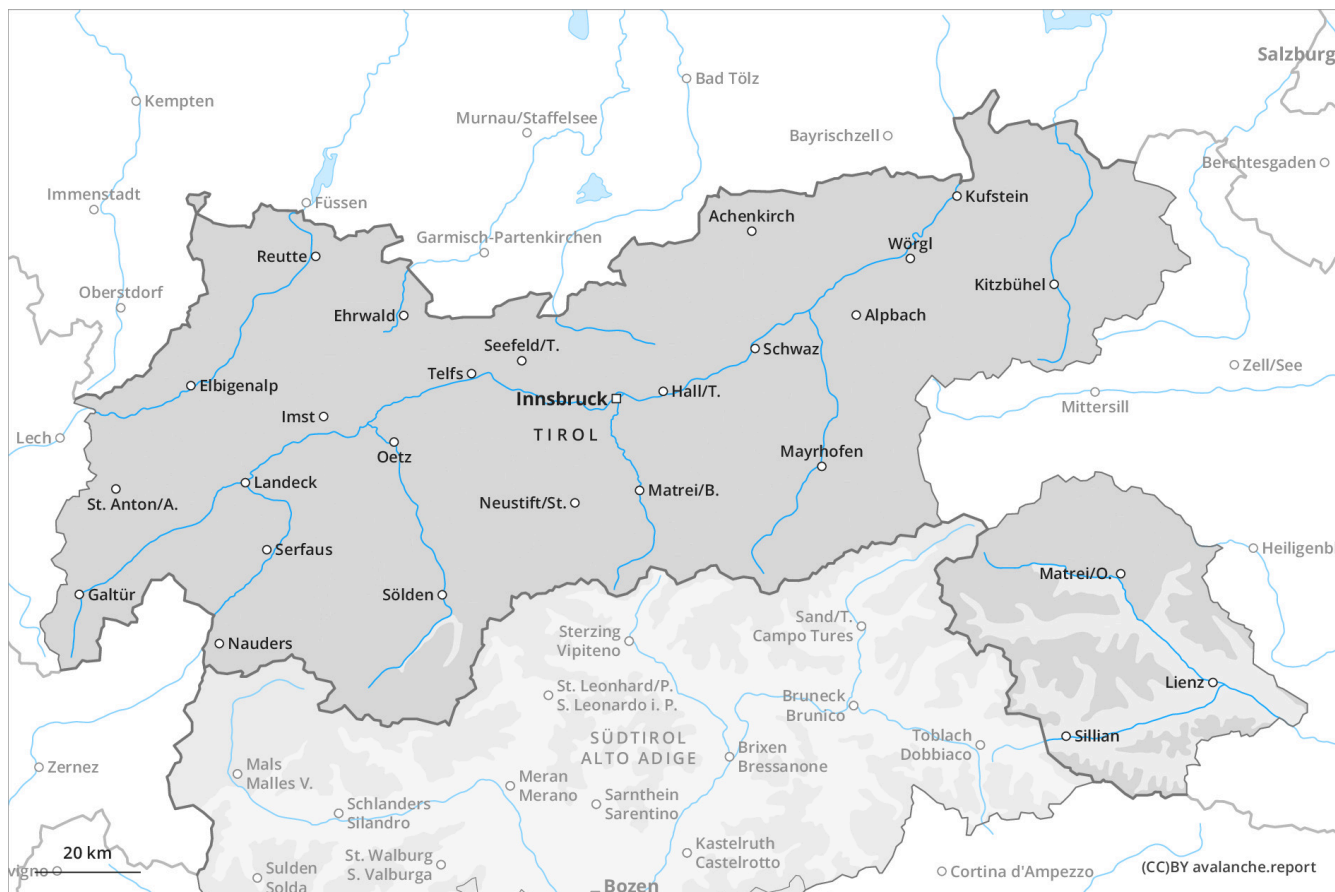 Salzburg
Bad Tölz
Kempten
Murnau/Staffelsee
Bayrischzell
Berchtesgaden
Immenstadt
Kufstein
Füssen
Achenkirch
Garmisch-Partenkirchen
Wörgl
Reutte
Kitzbühel
Oberstdorf
Ehrwald
Alpbach
Seefeld/T.
Schwaz
Zell/See
Telfs
Elbigenalp
Hall/T.
Innsbruck
Mittersill
Imst
Lech
TIROL
Oetz
Mayrhofen
Landeck
Matrei/B.
St. Anton/A.
Neustift/St.
Serfaus
Heiligenb
Matrei/O.
Galtür
Sölden
Sand/T.
Campo Tures
Sterzing
Vipiteno
Nauders
Lienz
St. Leonhard/P.
S. Leonardo i. P.
Bruneck
Brunico
Toblach
Dobbiaco
Sillian
SÜDTIROL
ALTO ADIGE
Brixen
Bressanone
Zernez
Mals
Malles V.
Meran
Merano
Schlanders
Silandro
Sarnthein
Sarentino
Kastelruth
Castelrotto
20 km
St. Walburg
S. Valburga
vigno
Sulden
Solda
Bozen
Cortina d'Ampezzo
(CC)BY avalanche.report